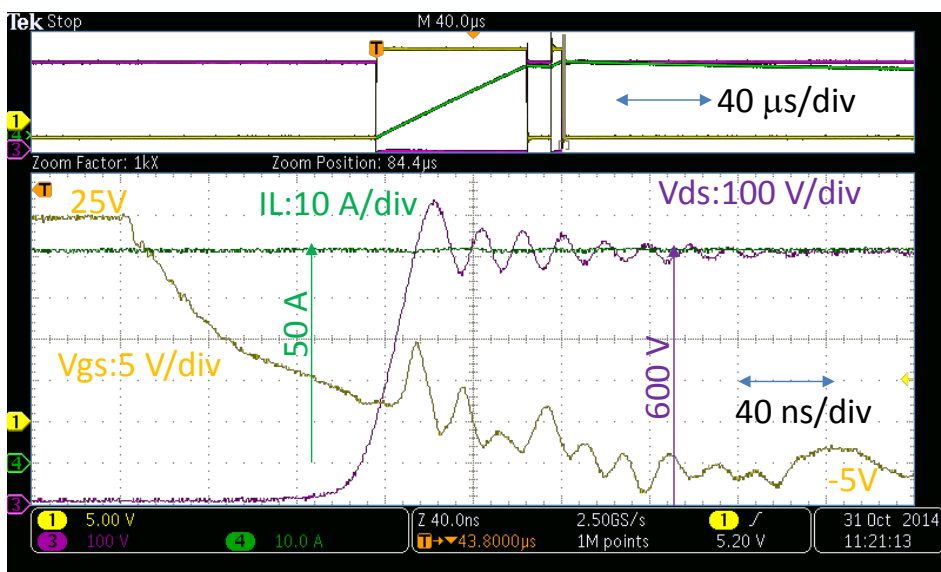 Tek Stop M 40.0µs
T
1
4
3
40 µs/div
Zoom Factor: 1kX Zoom Position: 84.4µs
T
25V IL:10 A/div Vds:100 V/div
50 A
600 V
Vgs:5 V/div
40 ns/div
1
4
3
-5V
1 5.00 V Z 40.0ns 2.50GS/s 1 ∫ 31 Oct 2014
3 100 V 4 10.0 A T→▼43.8000µs 1M points 5.20 V 11:21:13